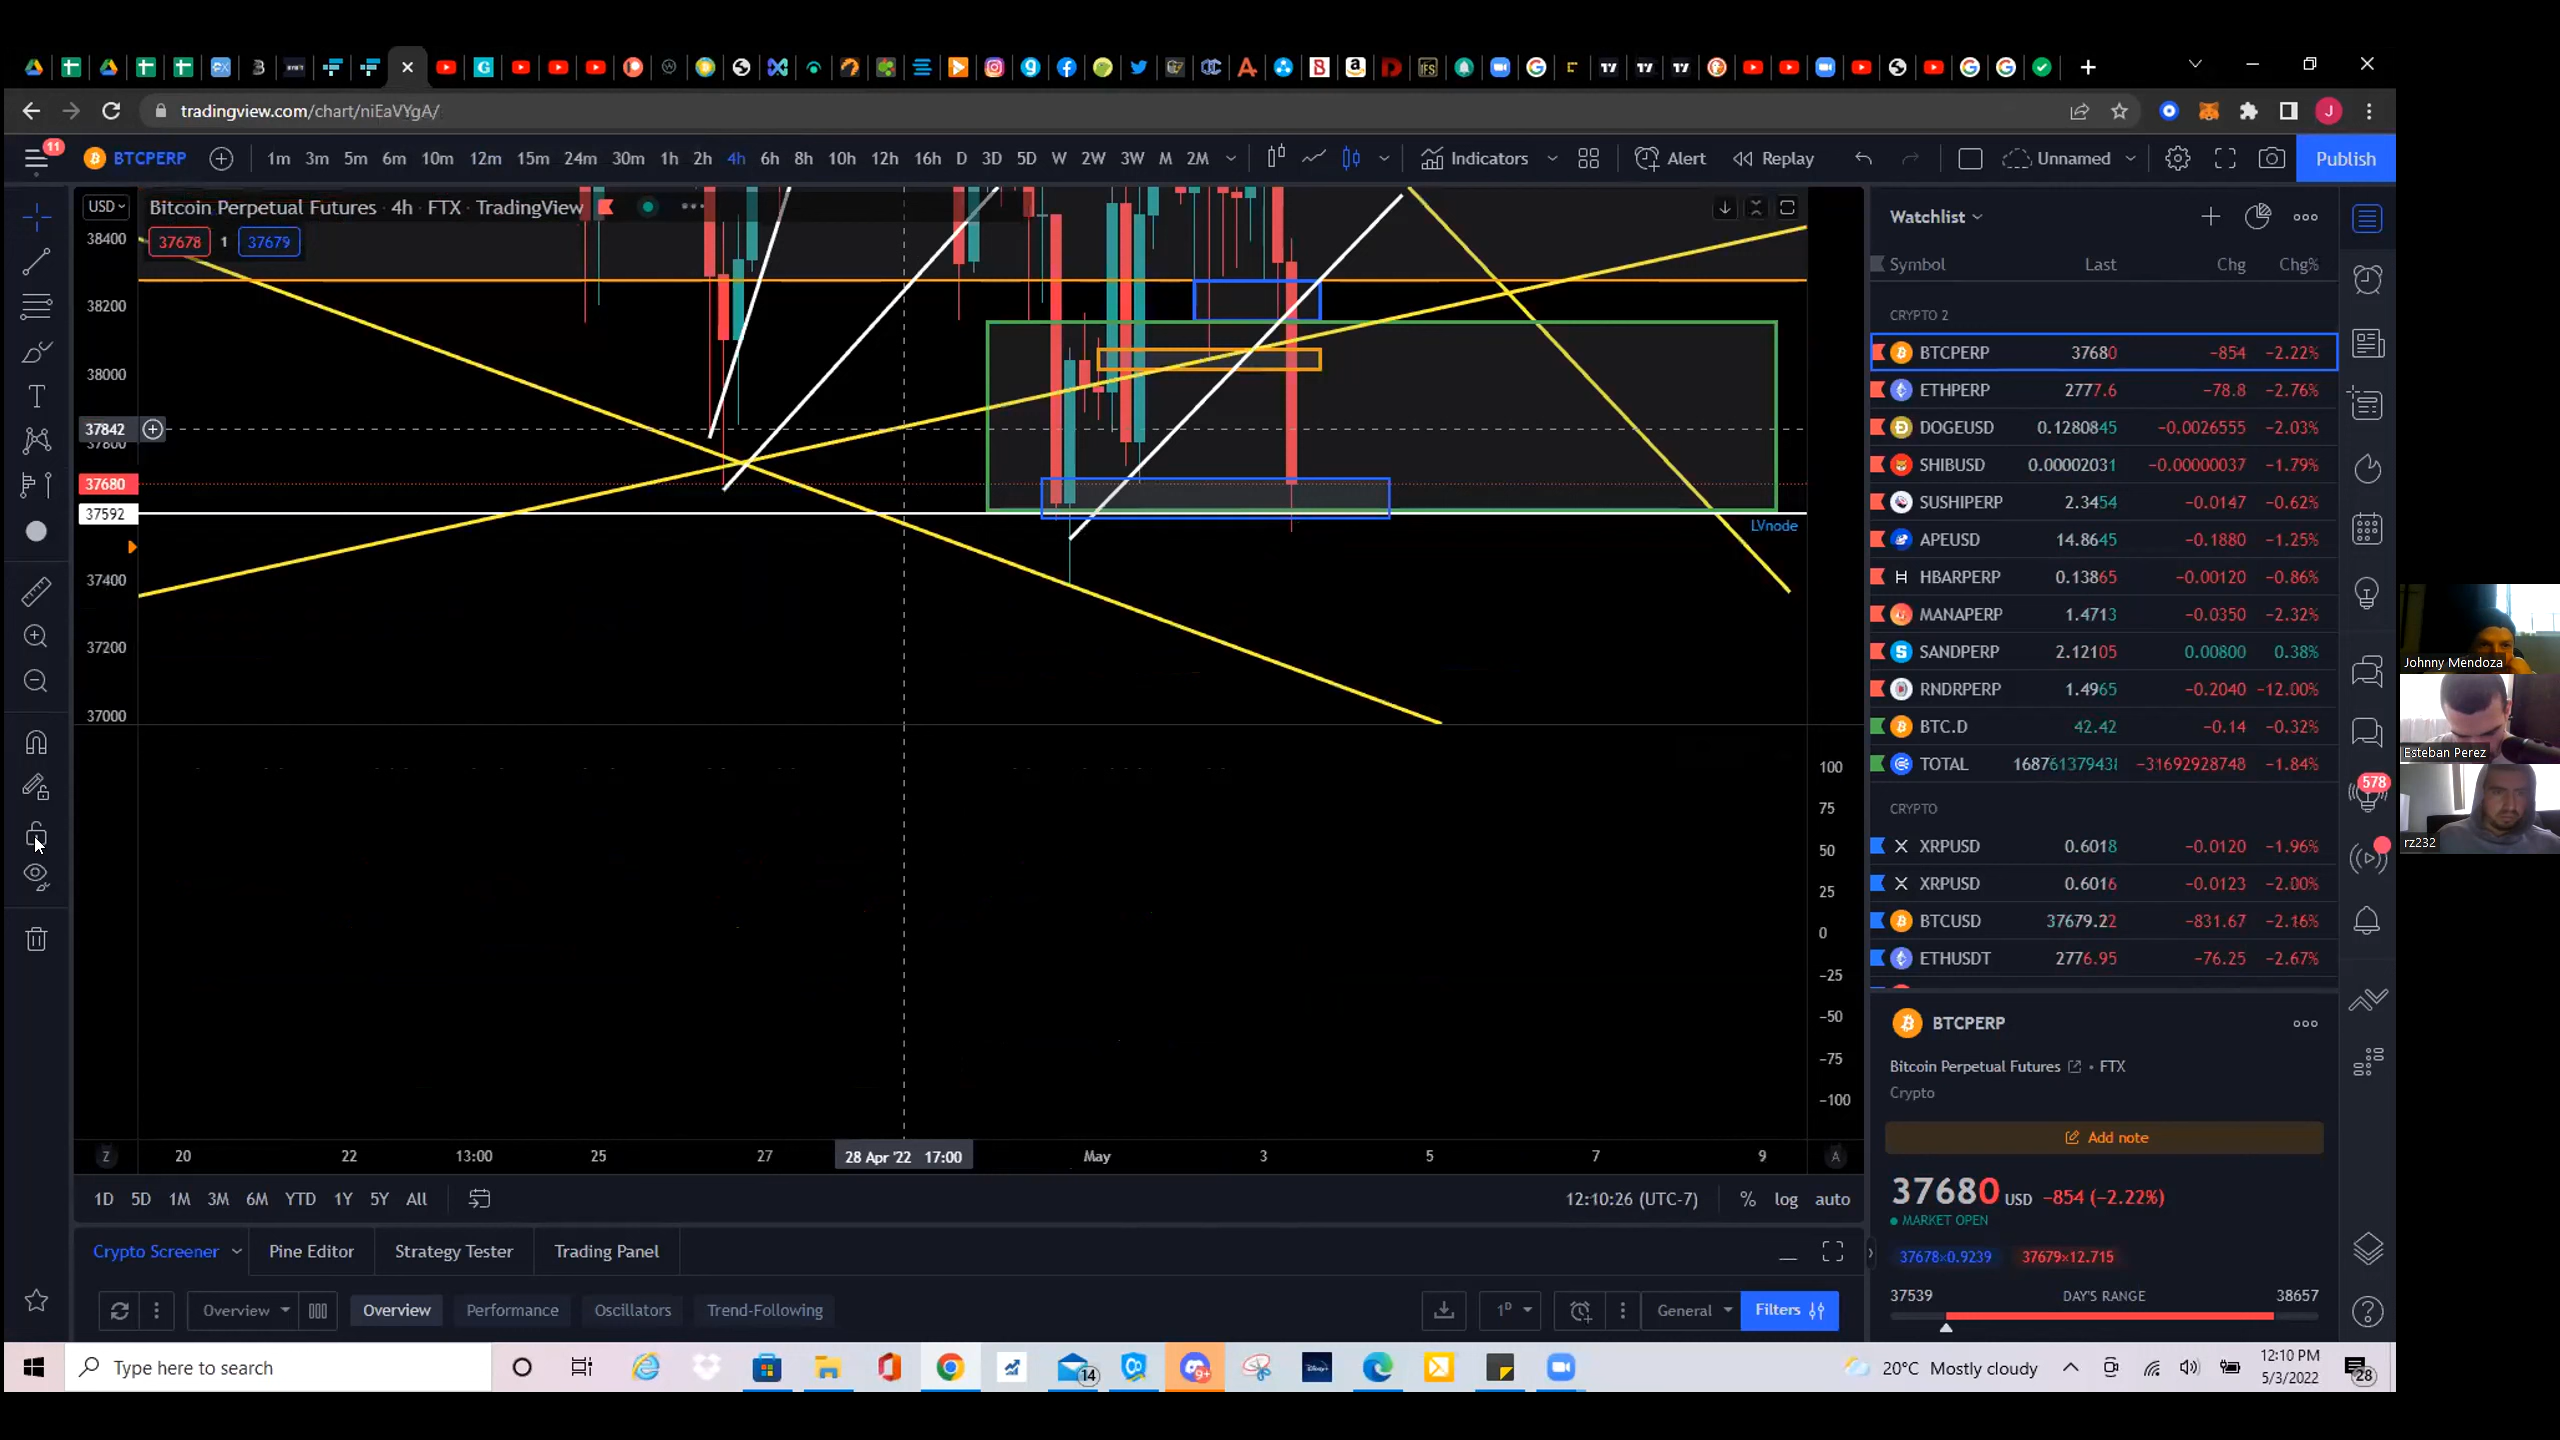 tradingview.com/chart/niEaVYgA/
11
BTCPERP 1m 3m 5m 6m 10m 12m 15m 24m 30m 1h 2h 4h 6h 8h 10h 12h 16h D 3D 5D W 2W 3W M 2M Indicators Alert Replay Unnamed Publish
USD Bitcoin Perpetual Futures · 4h · FTX · TradingView
37678 1 37679
38400
38200
38000
37842
37800
37680
37592
LVnode
37400
37200
37000
100
75
50
25
0
−25
−50
−75
−100
Z 20 22 13:00 25 27 28 Apr '22 17:00 May 3 5 7 9 A
1D 5D 1M 3M 6M YTD 1Y 5Y All 12:10:26 (UTC-7) % log auto
Crypto Screener Pine Editor Strategy Tester Trading Panel
Overview Overview Performance Oscillators Trend-Following 1D General Filters
Watchlist
Symbol Last Chg Chg%
CRYPTO 2
BTCPERP 37680 −854 −2.22%
ETHPERP 2777.6 −78.8 −2.76%
DOGEUSD 0.1280845 −0.0026555 −2.03%
SHIBUSD 0.00002031 −0.00000037 −1.79%
SUSHIPERP 2.3454 −0.0147 −0.62%
APEUSD 14.8645 −0.1880 −1.25%
HBARPERP 0.13865 −0.00120 −0.86%
MANAPERP 1.4713 −0.0350 −2.32%
SANDPERP 2.12105 0.00800 0.38%
RNDRPERP 1.4965 −0.2040 −12.00%
BTC.D 42.42 −0.14 −0.32%
TOTAL 168761379438 −31692928748 −1.84%
CRYPTO
XRPUSD 0.6018 −0.0120 −1.96%
XRPUSD 0.6016 −0.0123 −2.00%
BTCUSD 37679.22 −831.67 −2.16%
ETHUSDT 2776.95 −76.25 −2.67%
BTCPERP
Bitcoin Perpetual Futures • FTX
Crypto
Add note
37680 USD −854 (−2.22%)
MARKET OPEN
37678×0.9239 37679×12.715
37539 DAY'S RANGE 38657
578
Johnny Mendoza
Esteban Perez
rz232
Type here to search
14
9+
20°C Mostly cloudy
12:10 PM
5/3/2022
28